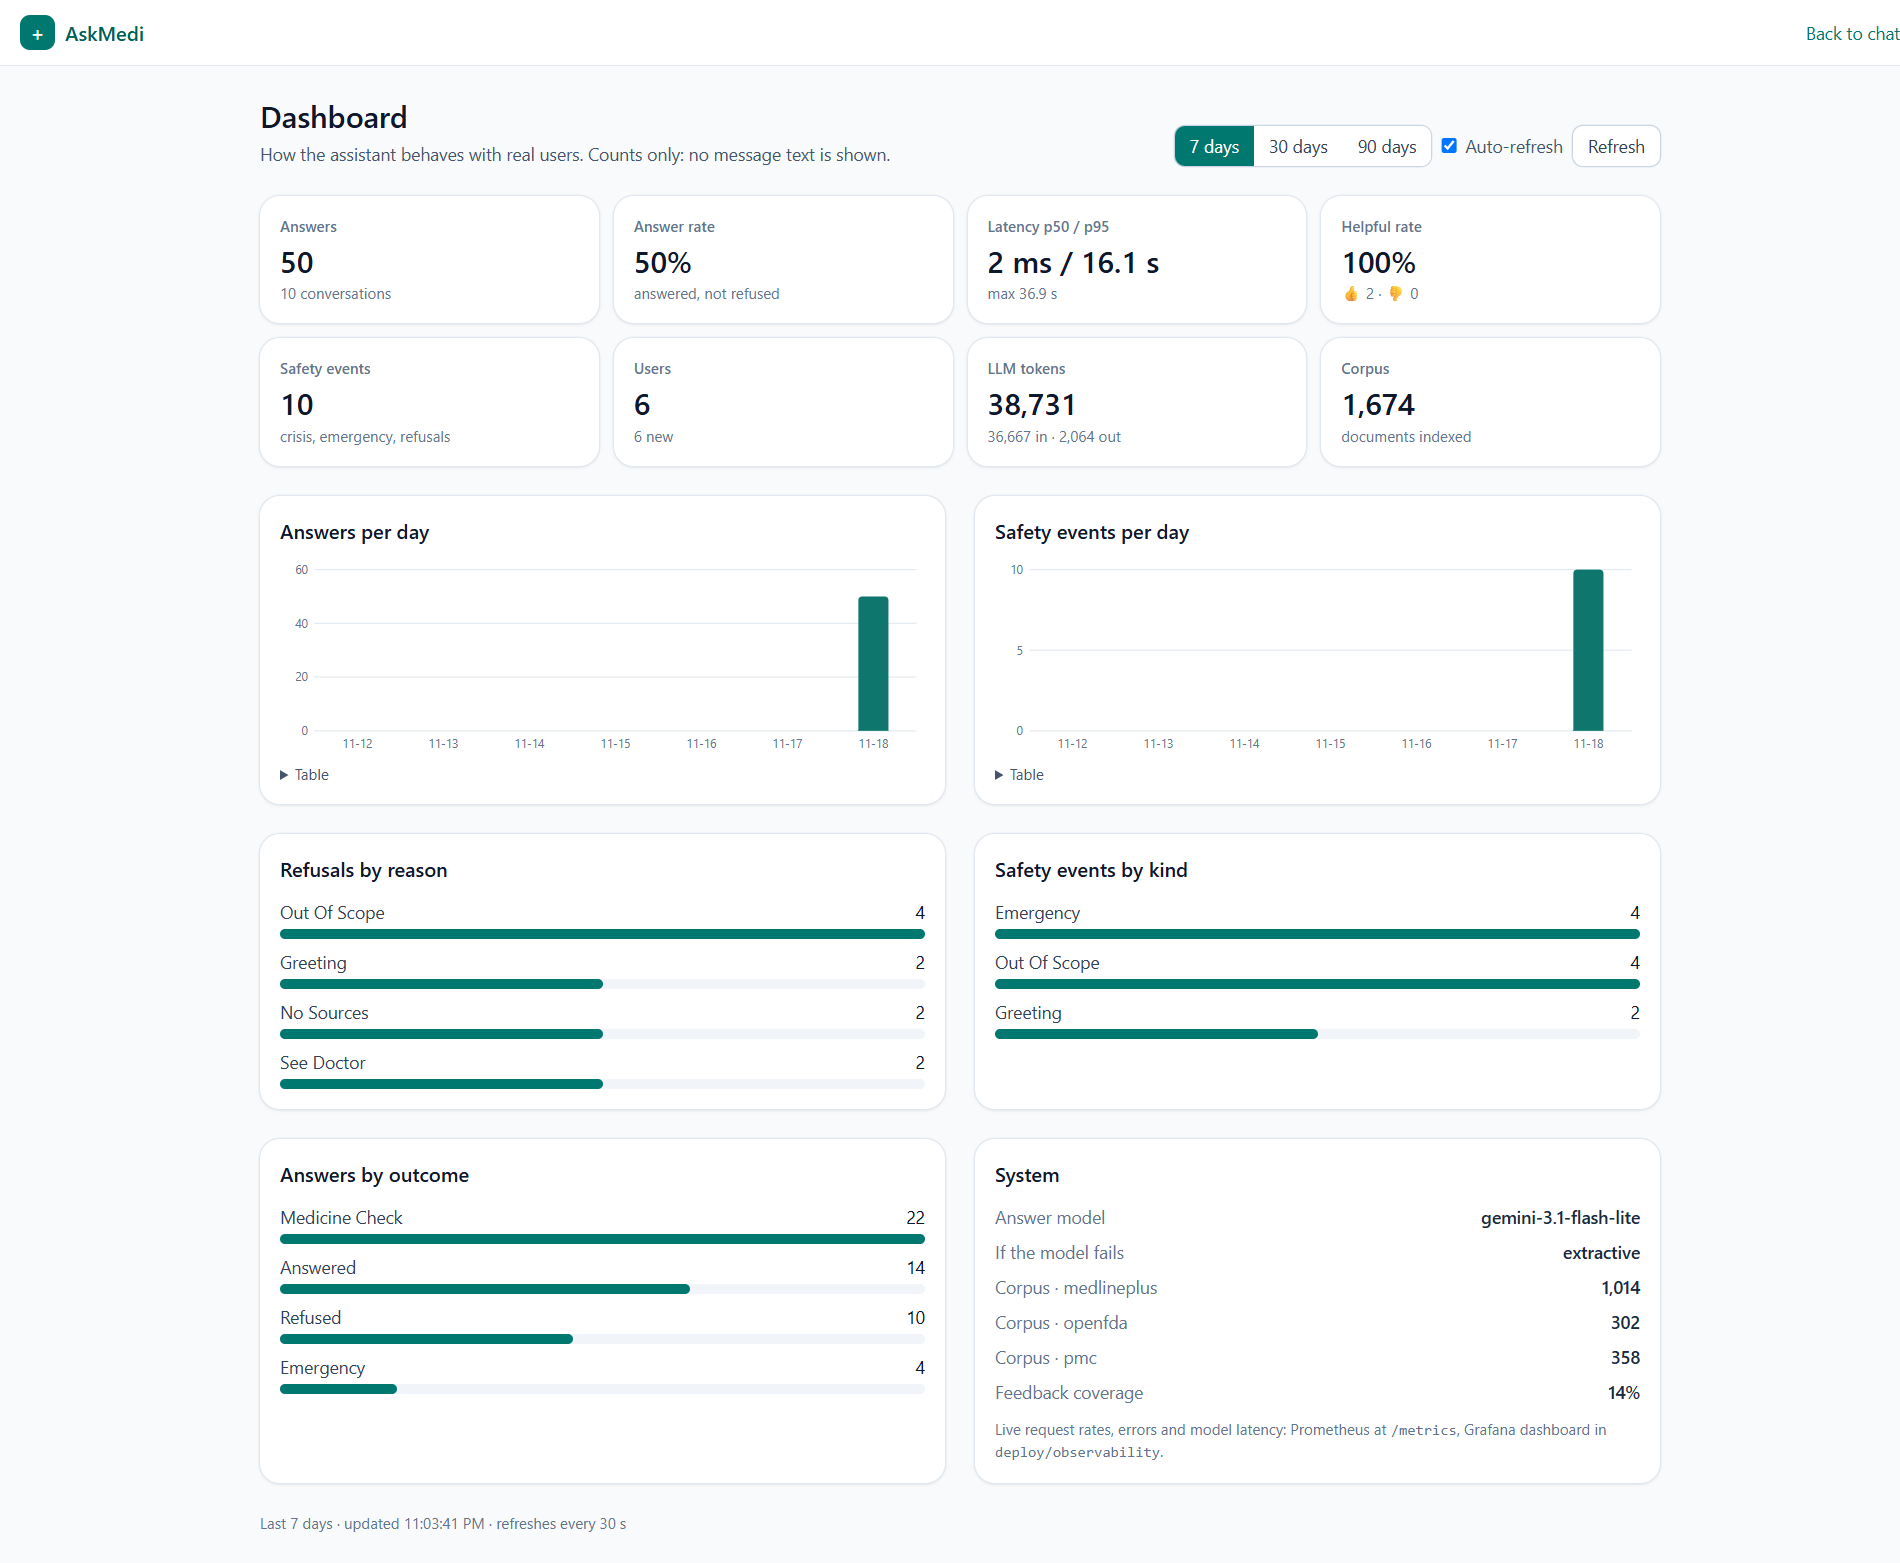 + AskMedi
Back to chat
Dashboard
How the assistant behaves with real users. Counts only: no message text is shown.
7 days 30 days 90 days Auto-refresh Refresh
Answers
50
10 conversations
Answer rate
50%
answered, not refused
Latency p50 / p95
2 ms / 16.1 s
max 36.9 s
Helpful rate
100%
👍 2 · 👎 0
Safety events
10
crisis, emergency, refusals
Users
6
6 new
LLM tokens
38,731
36,667 in · 2,064 out
Corpus
1,674
documents indexed
Answers per day
60
40
20
0
11-12 11-13 11-14 11-15 11-16 11-17 11-18
▶ Table
Safety events per day
10
5
0
11-12 11-13 11-14 11-15 11-16 11-17 11-18
▶ Table
Refusals by reason
Out Of Scope 4
Greeting 2
No Sources 2
See Doctor 2
Safety events by kind
Emergency 4
Out Of Scope 4
Greeting 2
Answers by outcome
Medicine Check 22
Answered 14
Refused 10
Emergency 4
System
Answer model gemini-3.1-flash-lite
If the model fails extractive
Corpus · medlineplus 1,014
Corpus · openfda 302
Corpus · pmc 358
Feedback coverage 14%
Live request rates, errors and model latency: Prometheus at /metrics, Grafana dashboard in
deploy/observability.
Last 7 days · updated 11:03:41 PM · refreshes every 30 s